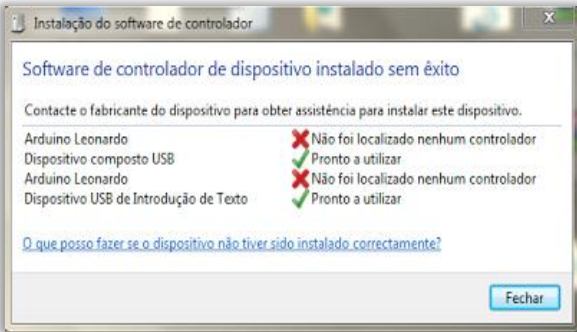 Instalação do software de controlador
X
Software de controlador de dispositivo instalado sem êxito
Contacte o fabricante do dispositivo para obter assistência para instalar este dispositivo.
Arduino Leonardo Não foi localizado nenhum controlador
Dispositivo composto USB Pronto a utilizar
Arduino Leonardo Não foi localizado nenhum controlador
Dispositivo USB de Introdução de Texto Pronto a utilizar
O que posso fazer se o dispositivo não tiver sido instalado correctamente?
Fechar